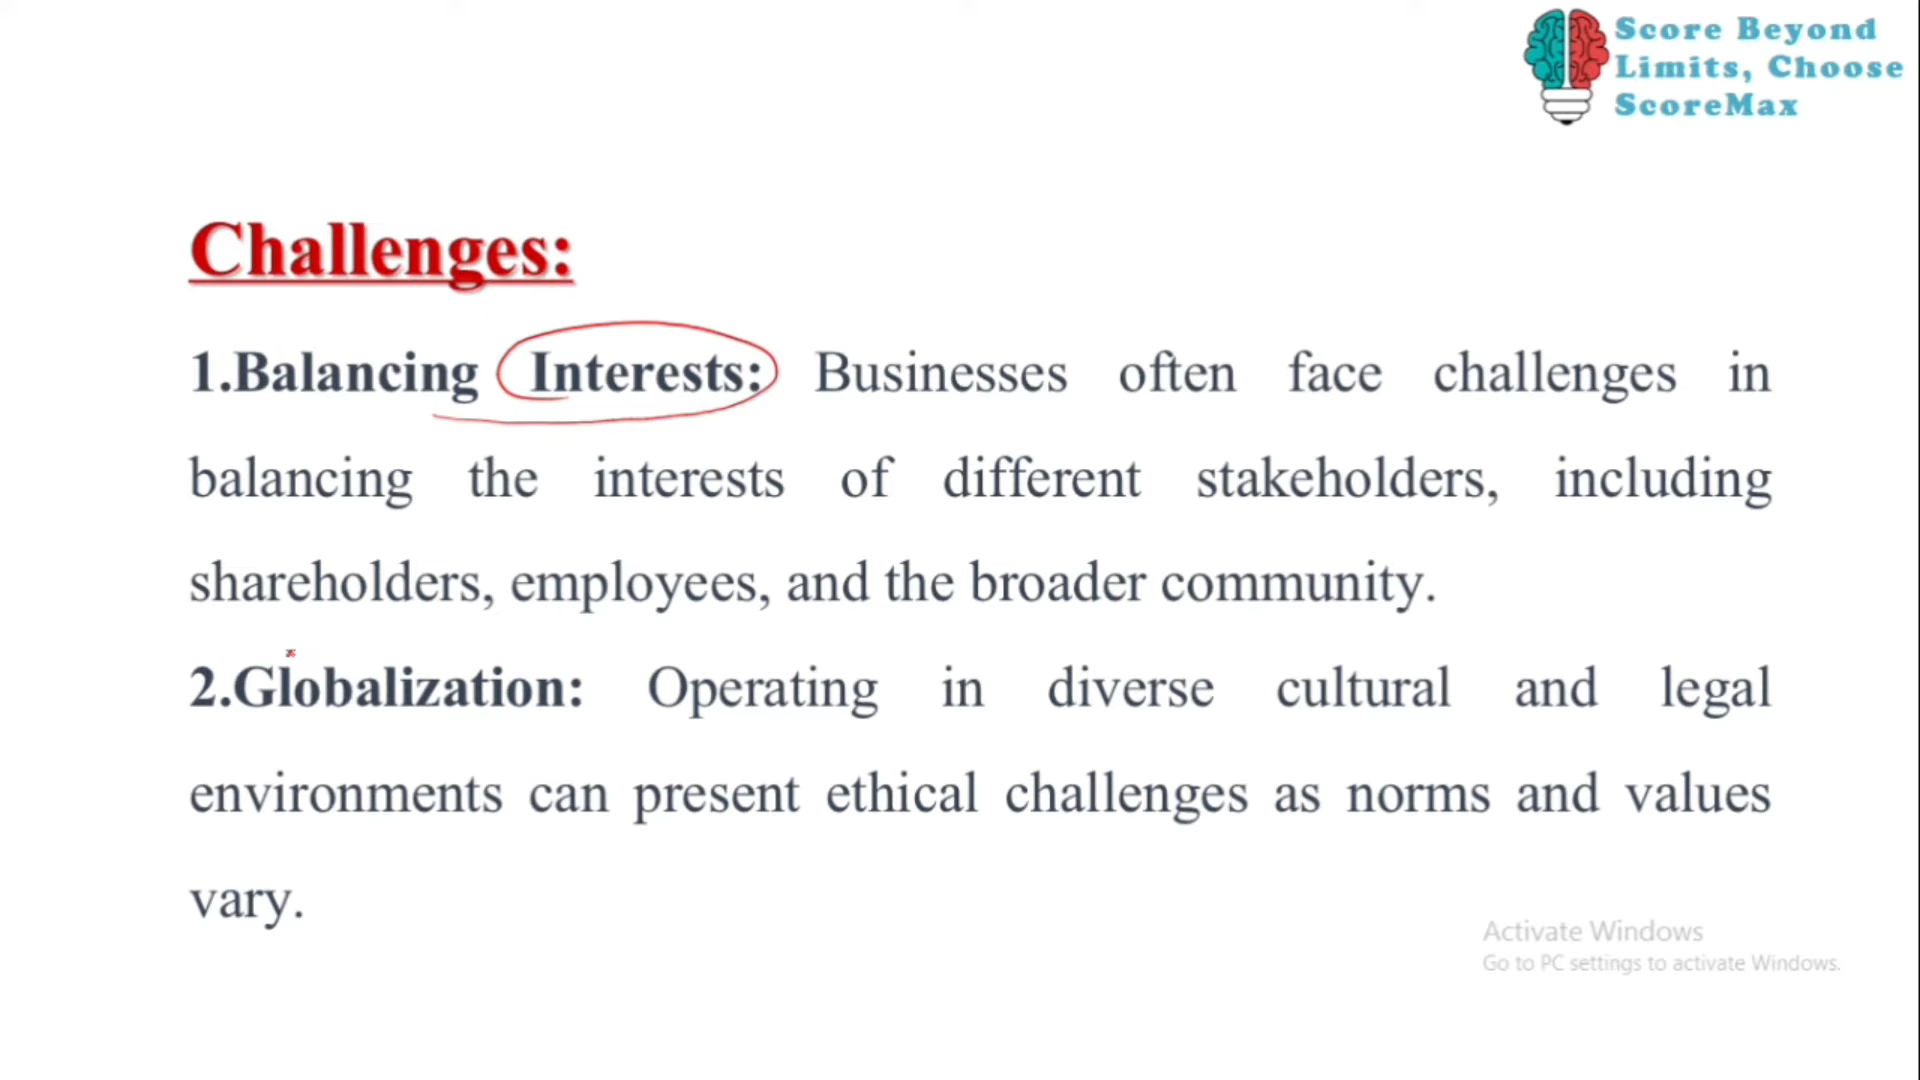 Score Beyond
Limits, Choose
ScoreMax
Challenges:
1.Balancing Interests: Businesses often face challenges in
balancing the interests of different stakeholders, including
shareholders, employees, and the broader community.
2.Globalization: Operating in diverse cultural and legal
environments can present ethical challenges as norms and values
vary.
Activate Windows
Go to PC settings to activate Windows.